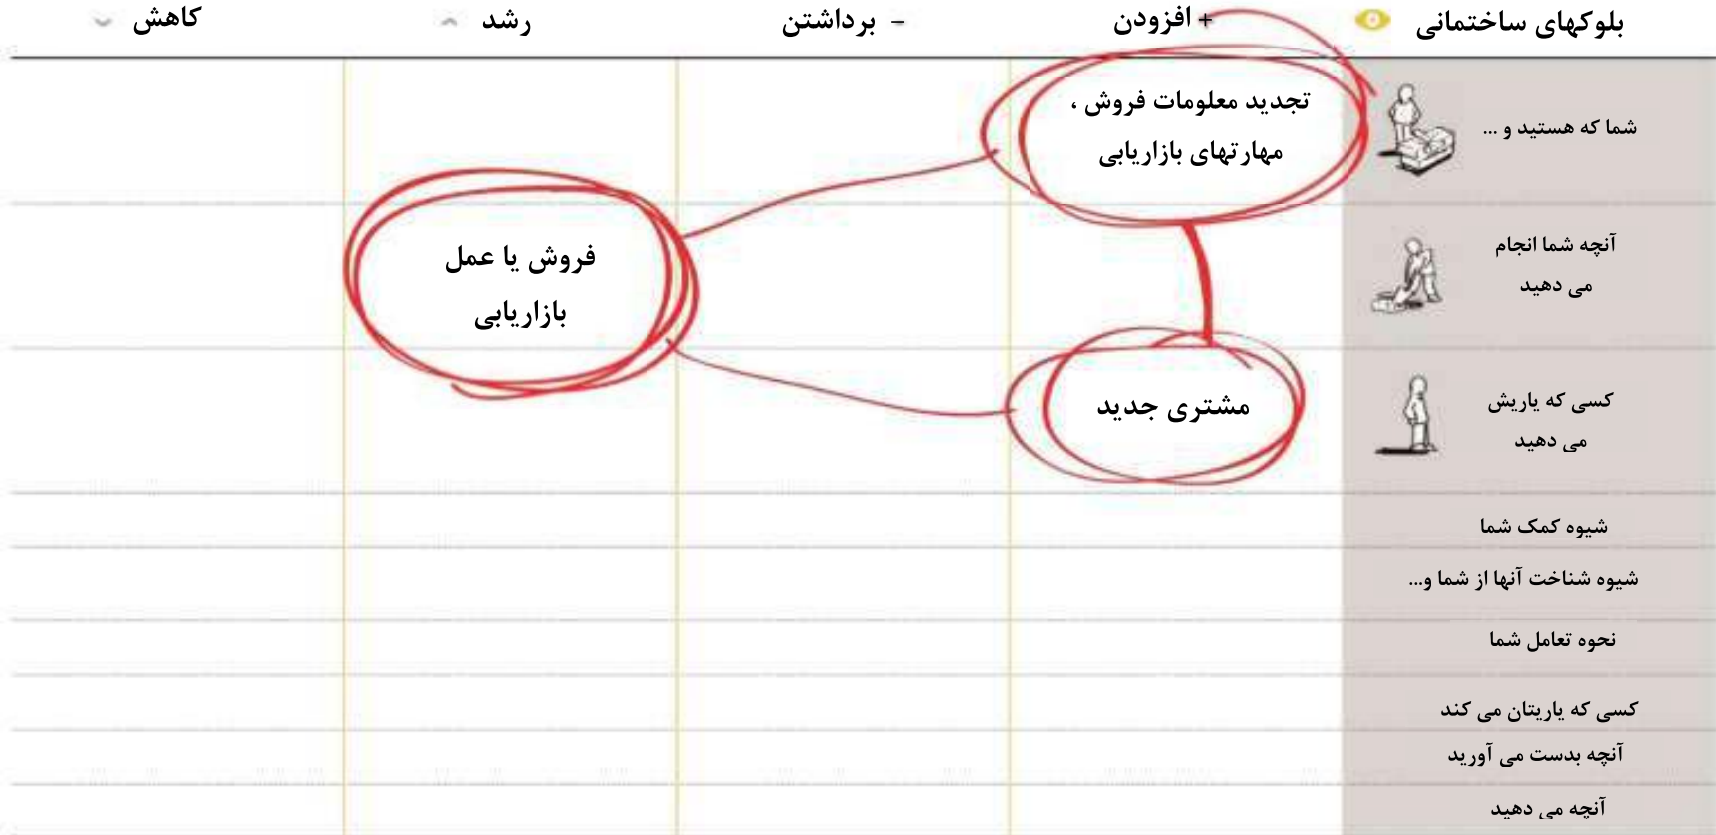 بلوکهای ساختمانی
+ افزودن
- برداشتن
رشد
کاهش
شما که هستید و ...
تجدید معلومات فروش ،
مهارتهای بازاریابی
آنچه شما انجام
می دهید
فروش یا عمل
بازاریابی
کسی که یاریش
می دهید
مشتری جدید
شیوه کمک شما
شیوه شناخت آنها از شما و...
نحوه تعامل شما
کسی که یاریتان می کند
آنچه بدست می آورید
آنچه می دهید